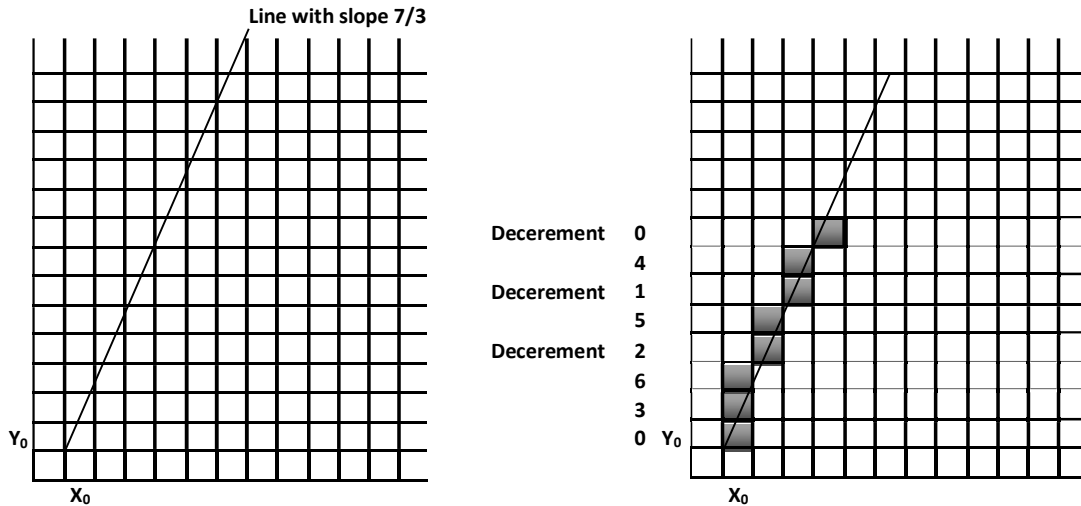 Line with slope 7/3
Y₀
X₀
Decerement 0
4
Decerement 1
5
Decerement 2
6
3
0 Y₀
X₀